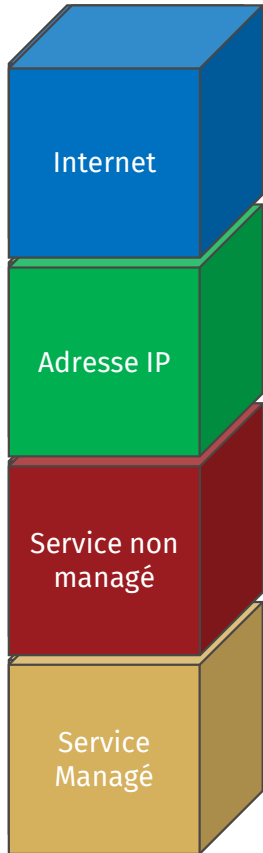 Internet
Adresse IP
Service non
managé
Service
Managé